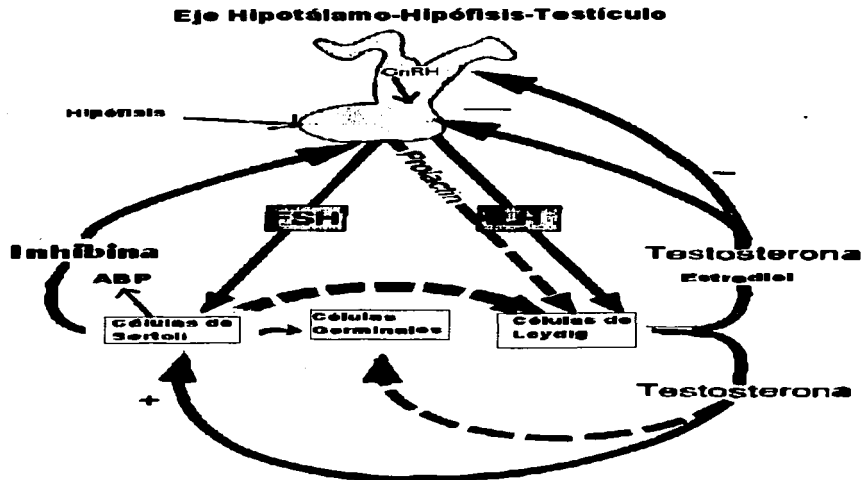 Eje Hipotálamo-Hipófisis-Testículo
GnRH
Hipófisis
Prolactin
FSH
LH
Inhibina
ABP
Testosterona
Estradiol
Células de
Sertoli
Células
Germinales
Células de
Leydig
Testosterona
+